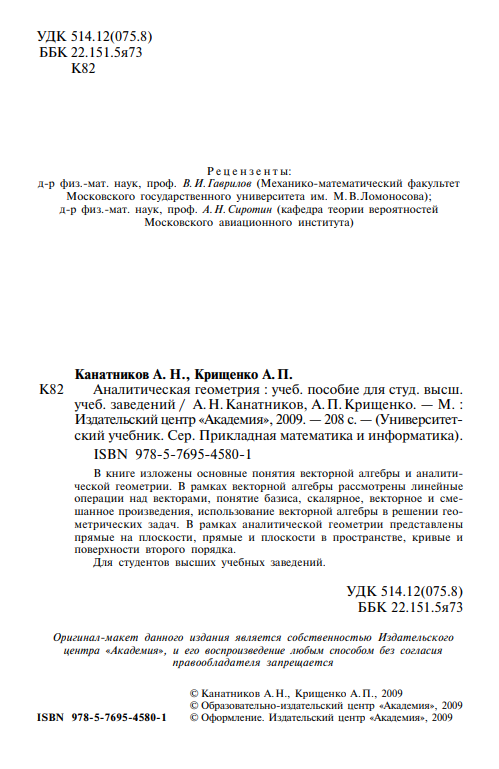 УДК 514.12(075.8)
ББК 22.151.5я73
К82
Рецензенты:
д-р физ.-мат. наук, проф. В. И. Гаврилов (Механико-математический факультет
Московского государственного университета им. М. В. Ломоносова);
д-р физ.-мат. наук, проф. А. Н. Сиротин (кафедра теории вероятностей
Московского авиационного института)
Канатников А. Н., Крищенко А. П.
К82 Аналитическая геометрия : учеб. пособие для студ. высш.
учеб. заведений / А. Н. Канатников, А. П. Крищенко. — М. :
Издательский центр «Академия», 2009. — 208 с. — (Университет-
ский учебник. Сер. Прикладная математика и информатика).
ISBN 978-5-7695-4580-1
В книге изложены основные понятия векторной алгебры и аналити-
ческой геометрии. В рамках векторной алгебры рассмотрены линейные
операции над векторами, понятие базиса, скалярное, векторное и сме-
шанное произведения, использование векторной алгебры в решении гео-
метрических задач. В рамках аналитической геометрии представлены
прямые на плоскости, прямые и плоскости в пространстве, кривые и
поверхности второго порядка.
Для студентов высших учебных заведений.
УДК 514.12(075.8)
ББК 22.151.5я73
Оригинал-макет данного издания является собственностью Издательского
центра «Академия», и его воспроизведение любым способом без согласия
правообладателя запрещается
© Канатников А. Н., Крищенко А. П., 2009
© Образовательно-издательский центр «Академия», 2009
ISBN 978-5-7695-4580-1 © Оформление. Издательский центр «Академия», 2009